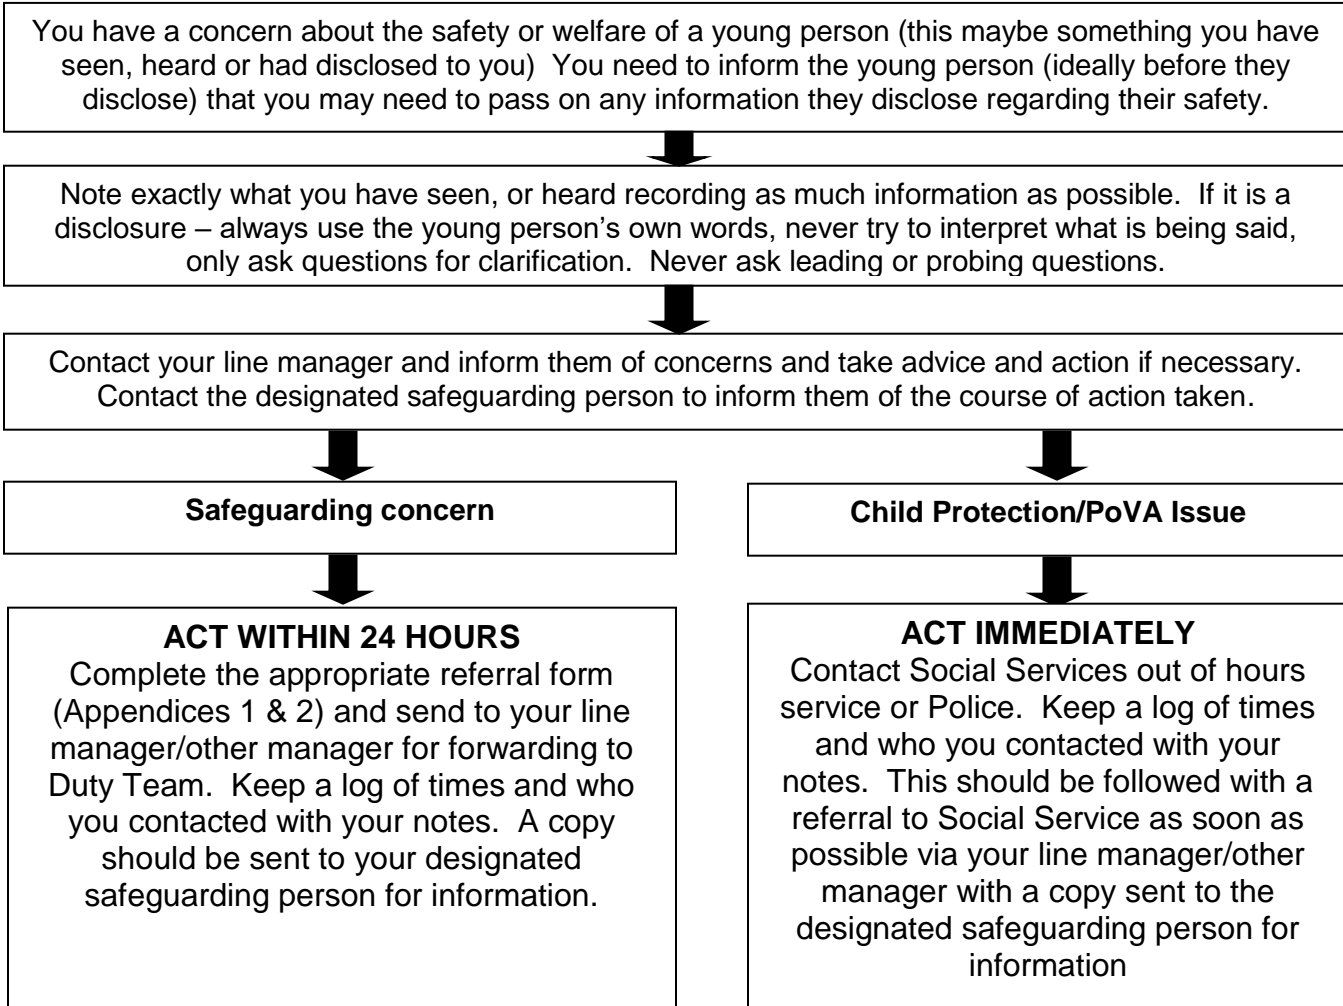 You have a concern about the safety or welfare of a young person (this maybe something you have
seen, heard or had disclosed to you)  You need to inform the young person (ideally before they
disclose) that you may need to pass on any information they disclose regarding their safety.
Note exactly what you have seen, or heard recording as much information as possible.  If it is a
disclosure – always use the young person’s own words, never try to interpret what is being said,
only ask questions for clarification.  Never ask leading or probing questions.
Contact your line manager and inform them of concerns and take advice and action if necessary.
Contact the designated safeguarding person to inform them of the course of action taken.
Safeguarding concern
ACT WITHIN 24 HOURS
Complete the appropriate referral form
(Appendices 1 & 2) and send to your line
manager/other manager for forwarding to
Duty Team.  Keep a log of times and who
you contacted with your notes.  A copy
should be sent to your designated
safeguarding person for information.
Child Protection/PoVA Issue
ACT IMMEDIATELY
Contact Social Services out of hours
service or Police.  Keep a log of times
and who you contacted with your
notes.  This should be followed with a
referral to Social Service as soon as
possible via your line manager/other
manager with a copy sent to the
designated safeguarding person for
information